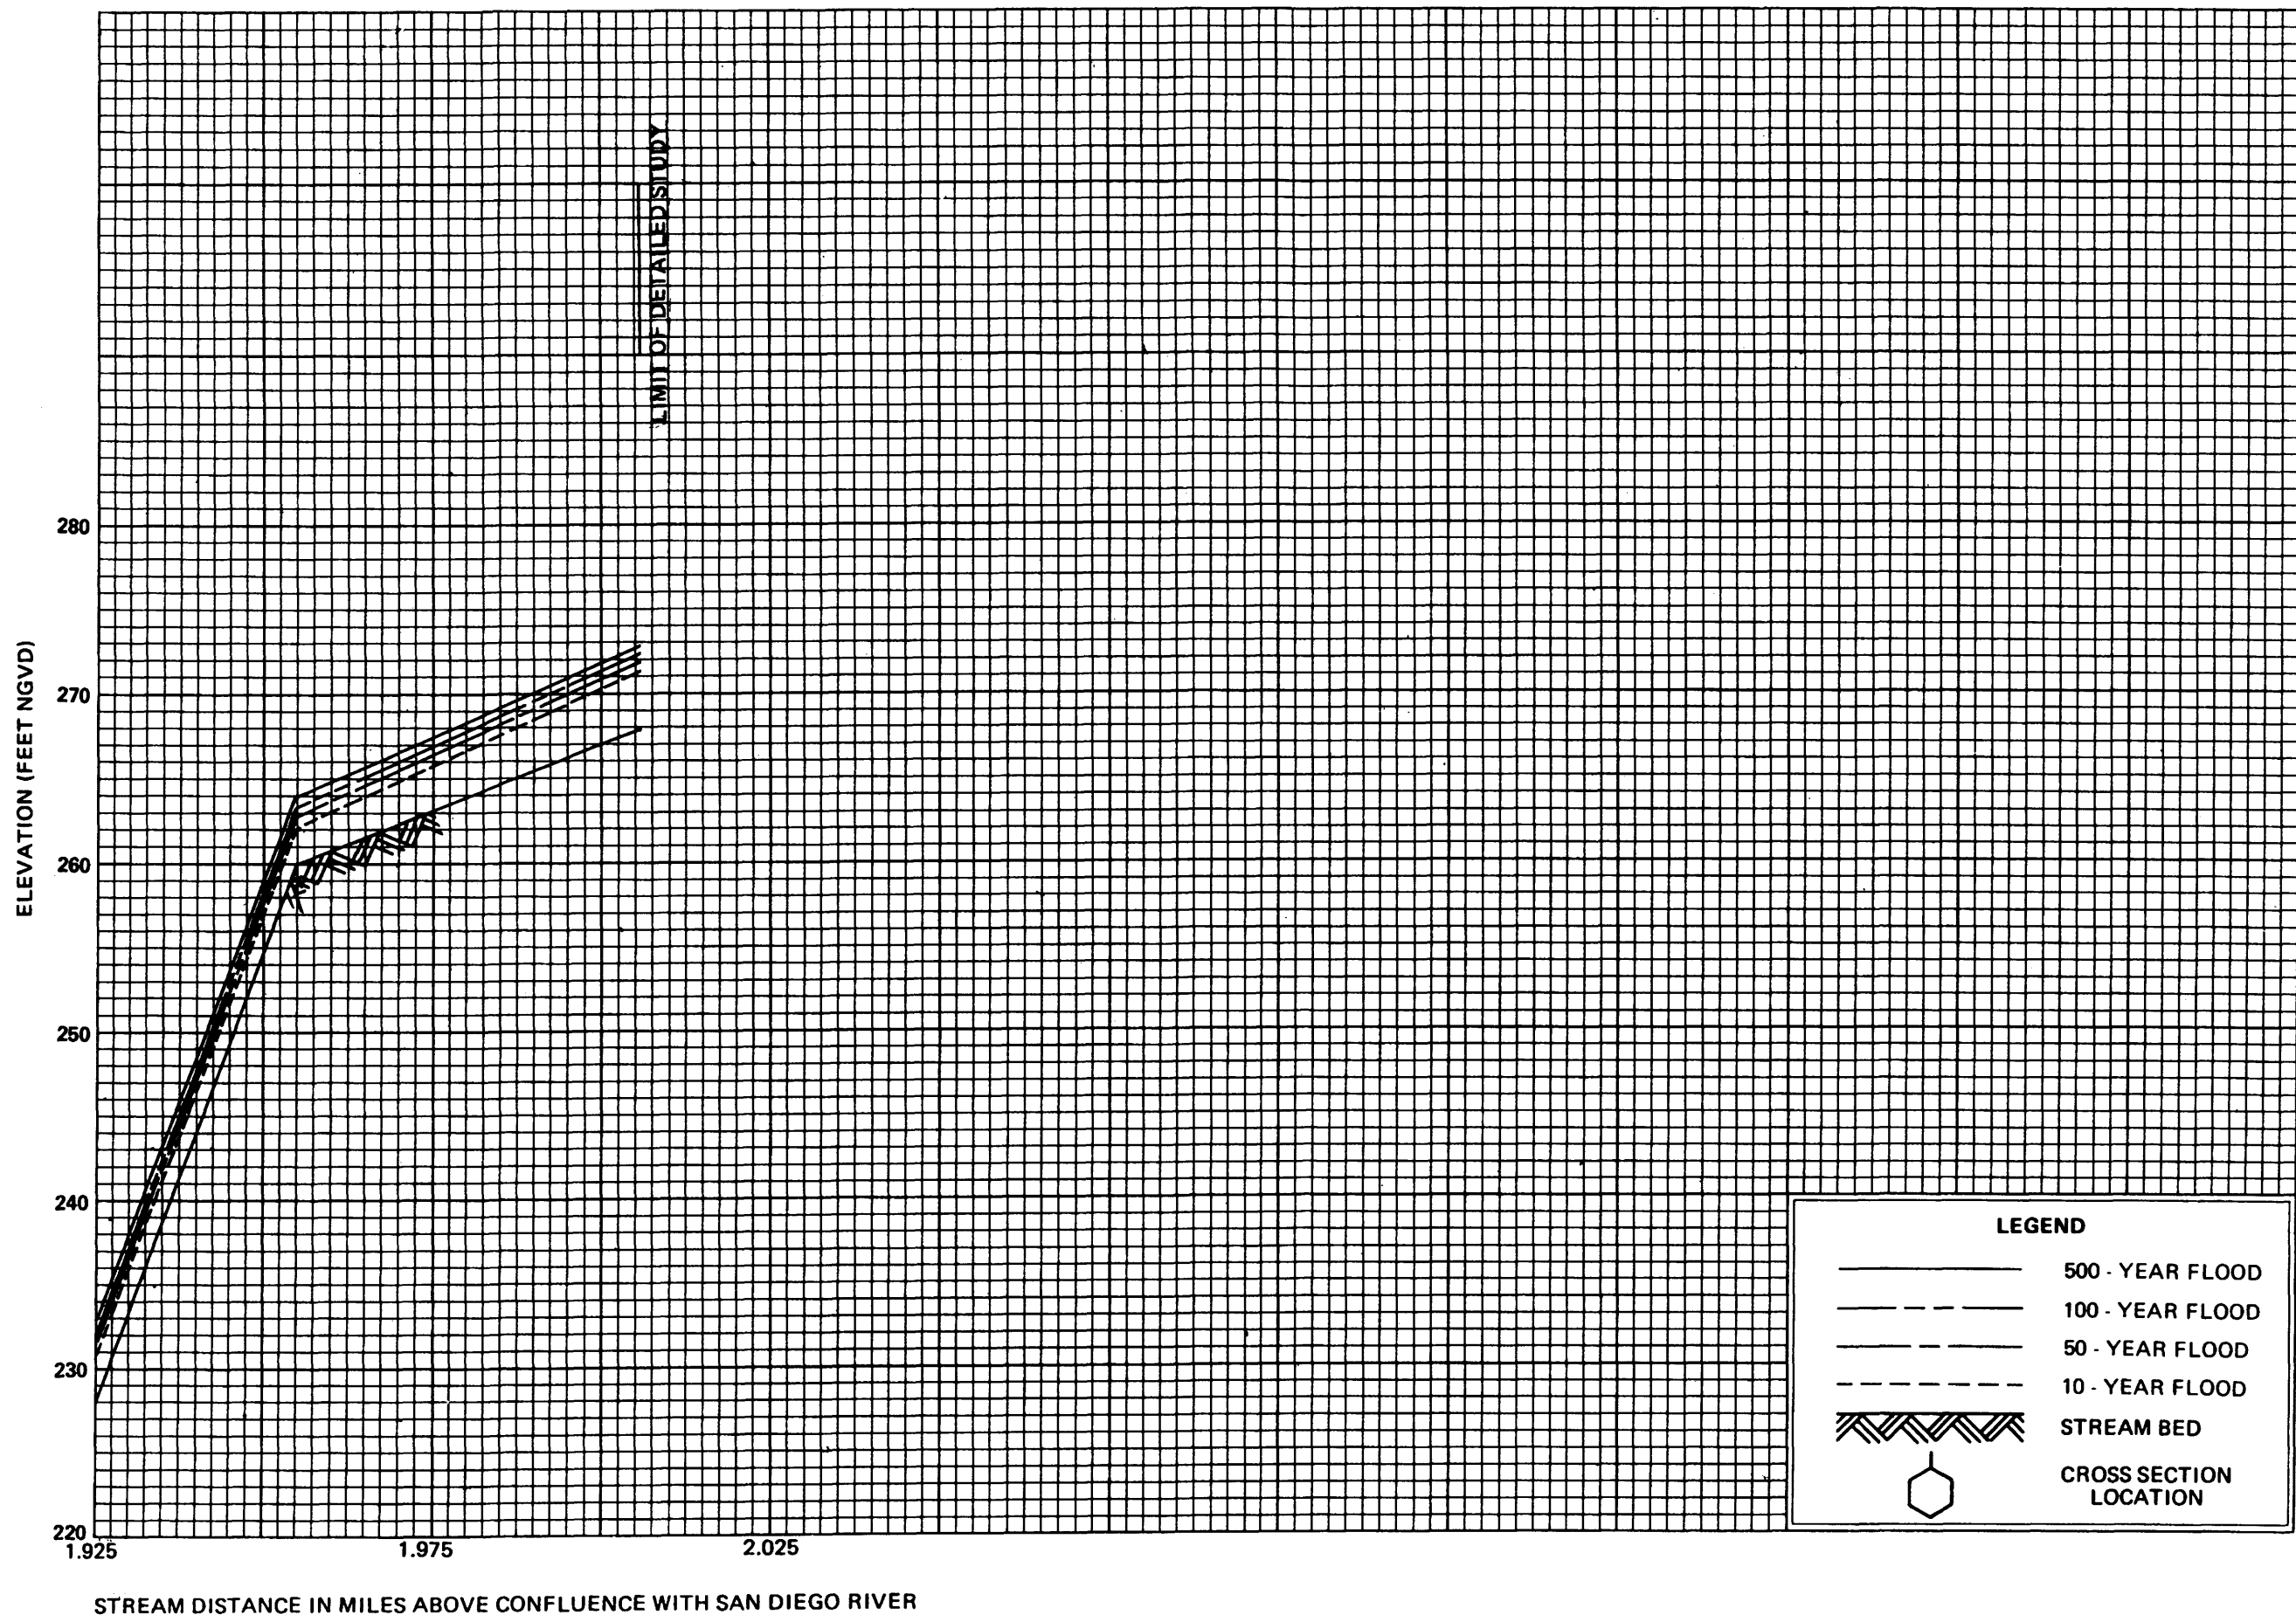 LIMIT OF DETAILED STUDY
ELEVATION (FEET NGVD)
280
270
260
250
240
230
220
1.925
1.975
2.025
STREAM DISTANCE IN MILES ABOVE CONFLUENCE WITH SAN DIEGO RIVER
LEGEND
500 - YEAR FLOOD
100 - YEAR FLOOD
50 - YEAR FLOOD
10 - YEAR FLOOD
STREAM BED
CROSS SECTION
LOCATION